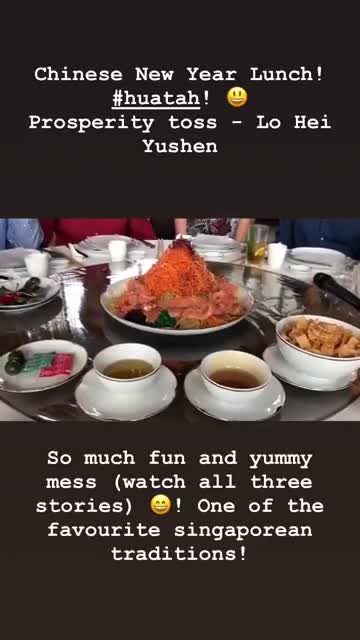 Chinese New Year Lunch!
#huatah! 😃
Prosperity toss - Lo Hei
Yushen
So much fun and yummy
mess (watch all three
stories) 😄! One of the
favourite singaporean
traditions!